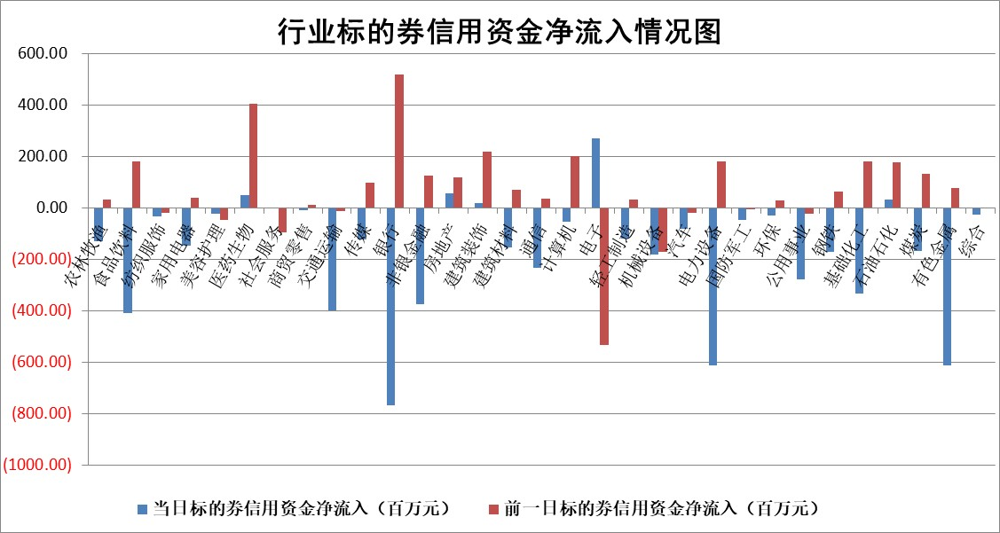 行业标的券信用资金净流入情况图
600.00
400.00
200.00
0.00
(200.00)
(400.00)
(600.00)
(800.00)
(1000.00)
农林牧渔
食品饮料
纺织服饰
家用电器
美容护理
医药生物
社会服务
商贸零售
交通运输
传媒
银行
非银金融
房地产
建筑装饰
建筑材料
通信
计算机
电子
轻工制造
机械设备
汽车
电力设备
国防军工
环保
公用事业
钢铁
基础化工
石油石化
煤炭
有色金属
综合
当日标的券信用资金净流入（百万元）
前一日标的券信用资金净流入（百万元）